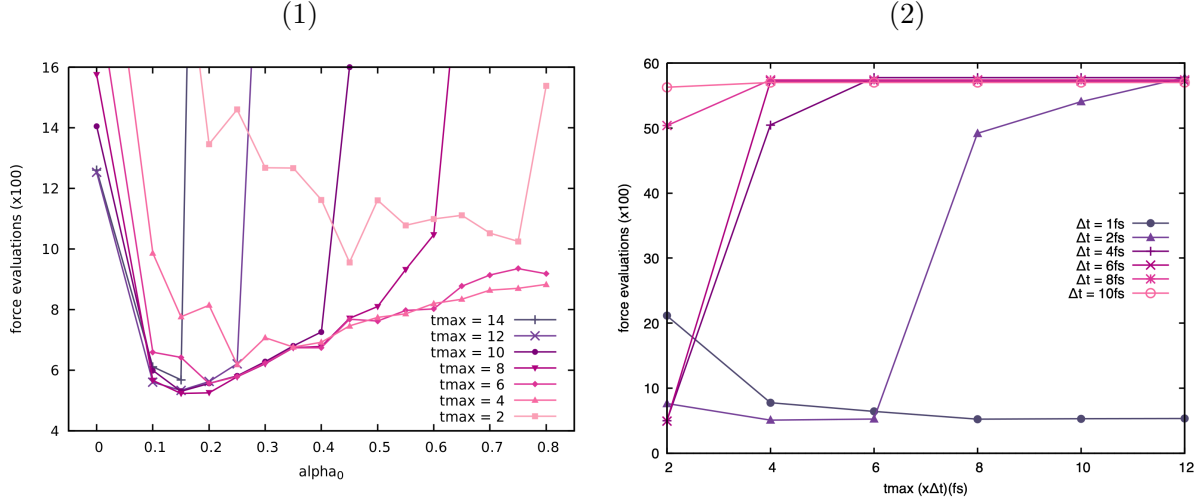 (1)
(2)
force evaluations (x100)
16
14
12
10
8
6
4
0
0.1
0.2
0.3
0.4
0.5
0.6
0.7
0.8
alpha₀
tmax = 14
tmax = 12
tmax = 10
tmax = 8
tmax = 6
tmax = 4
tmax = 2
force evaluations (x100)
60
50
40
30
20
10
0
2
4
6
8
10
12
tmax (xΔt)(fs)
Δt = 1fs
Δt = 2fs
Δt = 4fs
Δt = 6fs
Δt = 8fs
Δt = 10fs